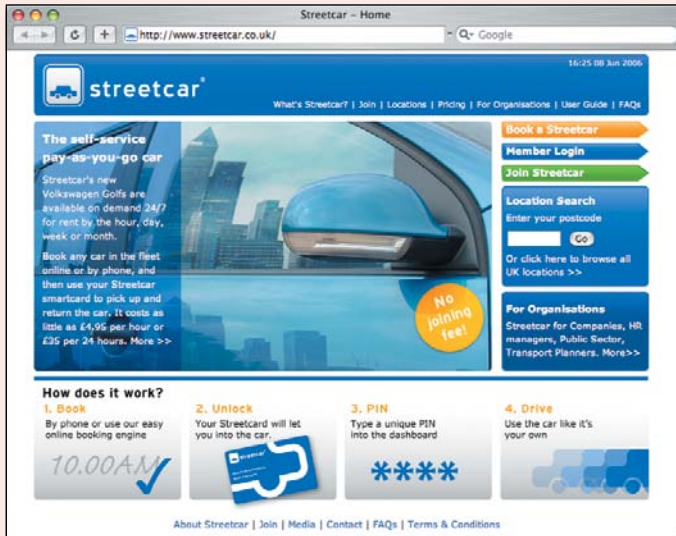 Streetcar – Home
http://www.streetcar.co.uk/
Google
16:25 08 Jun 2006
streetcar®
What's Streetcar? | Join | Locations | Pricing | For Organisations | User Guide | FAQs
The self-service
pay-as-you-go car
Streetcar's new
Volkswagen Golfs are
available on demand 24/7
for rent by the hour, day,
week or month.
Book any car in the fleet
online or by phone, and
then use your Streetcar
smartcard to pick up and
return the car. It costs as
little as £4.95 per hour or
£35 per 24 hours. More >>
No
joining
fee!
Book a Streetcar
Member Login
Join Streetcar
Location Search
Enter your postcode
Go
Or click here to browse all
UK locations >>
For Organisations
Streetcar for Companies, HR
managers, Public Sector,
Transport Planners. More>>
How does it work?
1. Book
By phone or use our easy
online booking engine
10.00AM
2. Unlock
Your Streetcard will let
you into the car.
streetcar
3. PIN
Type a unique PIN
into the dashboard
****
4. Drive
Use the car like it's
your own
About Streetcar | Join | Media | Contact | FAQs | Terms & Conditions